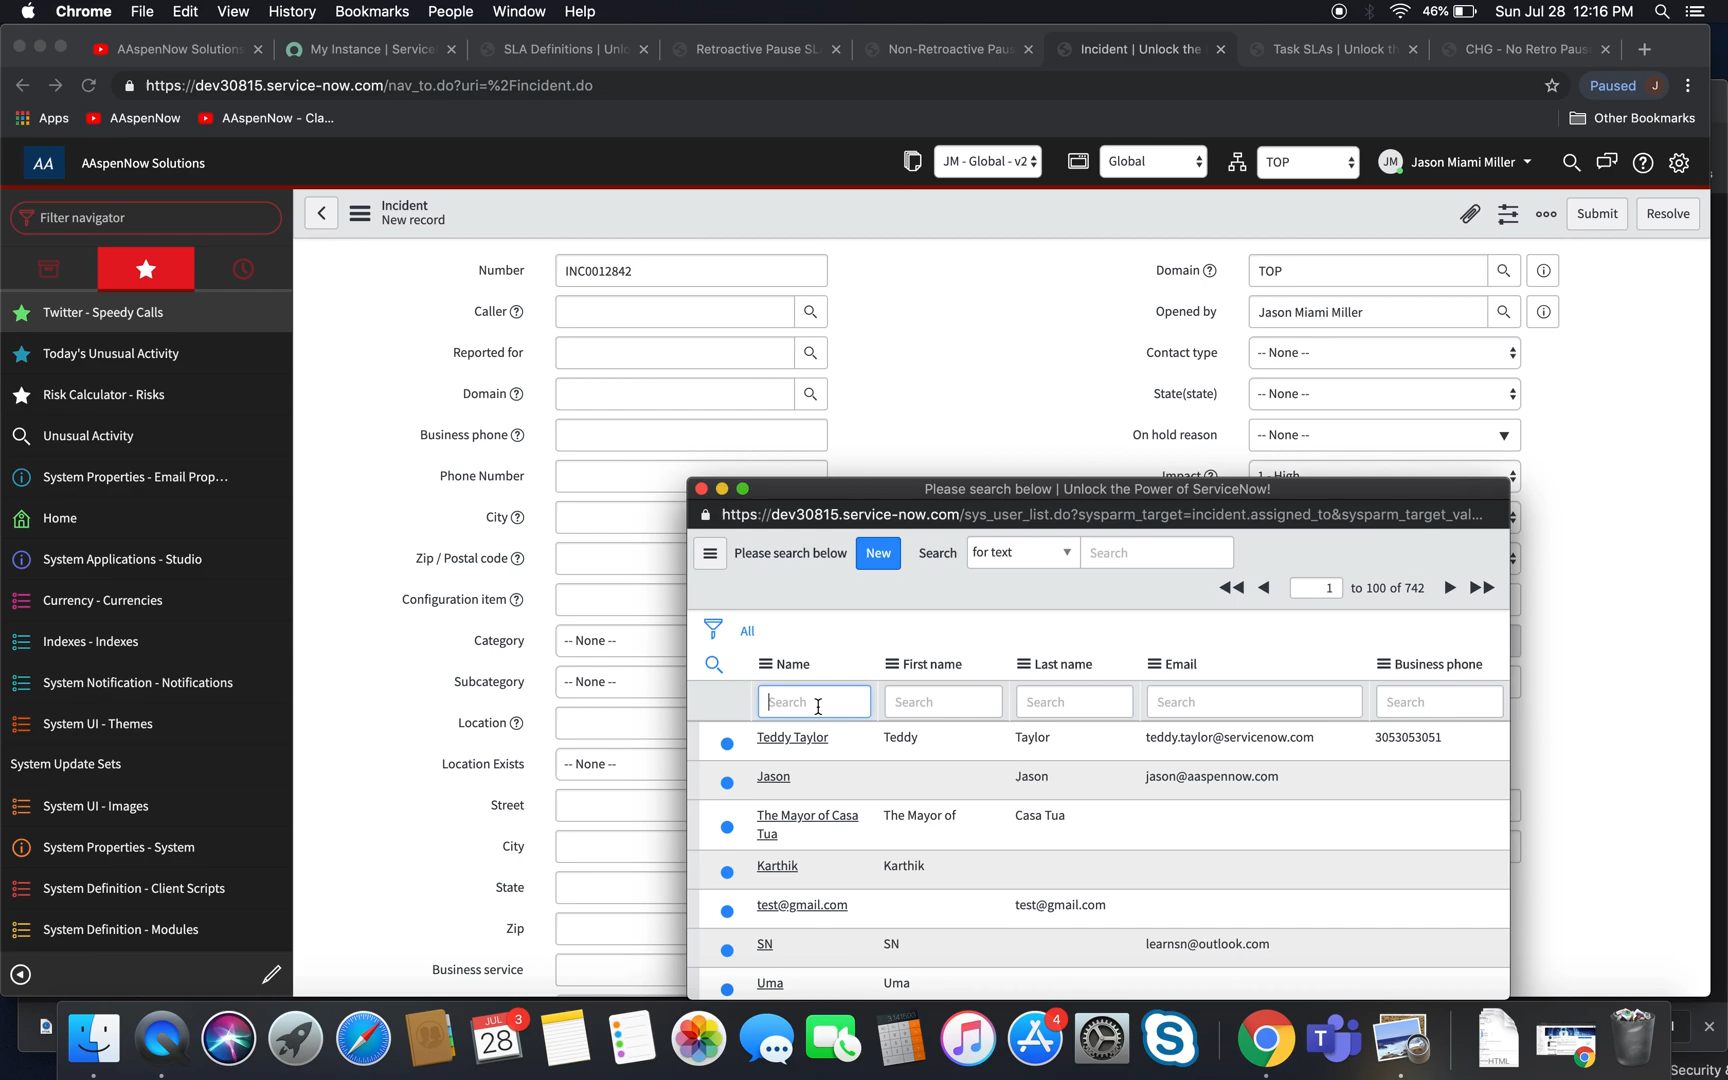 Chrome File Edit View History Bookmarks People Window Help 46% Sun Jul 28 12:16 PM
AAspenNow Solutions My Instance | Service SLA Definitions | Unl Retroactive Pause SL Non-Retroactive Pau Incident | Unlock the Task SLAs | Unlock th CHG - No Retro Paus
https://dev30815.service-now.com/nav_to.do?uri=%2Fincident.do Paused J
Apps AAspenNow AAspenNow - Cla... Other Bookmarks
AA AAspenNow Solutions JM - Global - v2 Global TOP JM Jason Miami Miller
Filter navigator
Twitter - Speedy Calls
Today's Unusual Activity
Risk Calculator - Risks
Unusual Activity
System Properties - Email Prop...
Home
System Applications - Studio
Currency - Currencies
Indexes - Indexes
System Notification - Notifications
System UI - Themes
System Update Sets
System UI - Images
System Properties - System
System Definition - Client Scripts
System Definition - Modules
Incident
New record
Submit Resolve
Number INC0012842
Caller
Reported for
Domain
Business phone
Phone Number
City
Zip / Postal code
Configuration item
Category -- None --
Subcategory -- None --
Location
Location Exists -- None --
Street
City
State
Zip
Business service
Domain TOP
Opened by Jason Miami Miller
Contact type -- None --
State(state) -- None --
On hold reason -- None --
Impact 1 - High
Please search below | Unlock the Power of ServiceNow!
https://dev30815.service-now.com/sys_user_list.do?sysparm_target=incident.assigned_to&sysparm_target_val...
Please search below New Search for text Search
1 to 100 of 742
All
Name First name Last name Email Business phone
Search Search Search Search Search
Teddy Taylor Teddy Taylor teddy.taylor@servicenow.com 3053053051
Jason Jason jason@aaspennow.com
The Mayor of Casa Tua The Mayor of Casa Tua
Karthik Karthik
test@gmail.com test@gmail.com
SN SN learnsn@outlook.com
Uma Uma
JUL 28 3
4
HTML
Security